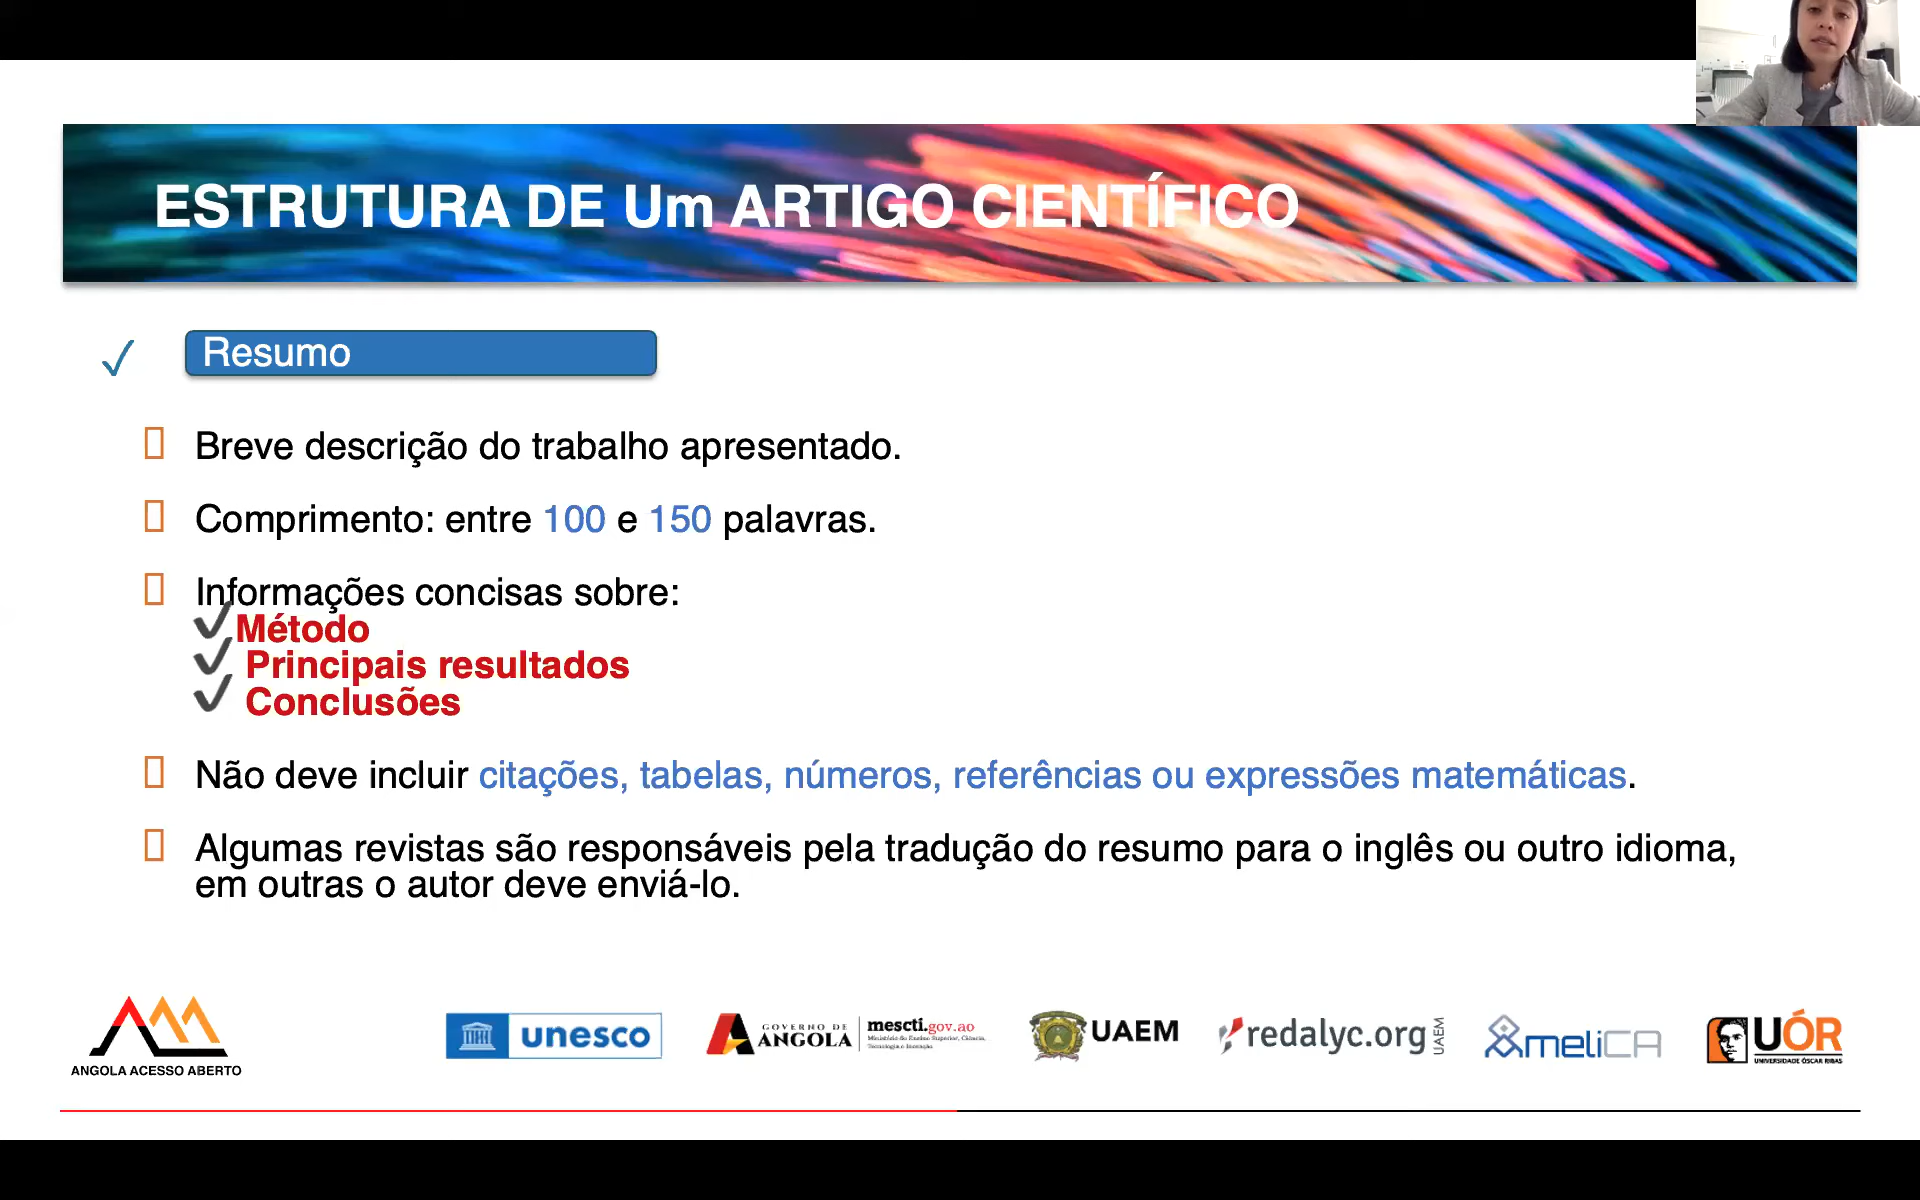 ESTRUTURA DE Um ARTIGO CIENTÍFICO
Resumo
Breve descrição do trabalho apresentado.
Comprimento: entre 100 e 150 palavras.
Informações concisas sobre:
Método
Principais resultados
Conclusões
Não deve incluir citações, tabelas, números, referências ou expressões matemáticas.
Algumas revistas são responsáveis pela tradução do resumo para o inglês ou outro idioma,
em outras o autor deve enviá-lo.
ANGOLA ACESSO ABERTO
unesco
GOVERNO DE
ANGOLA
mescti.gov.ao
Ministério do Ensino Superior, Ciência,
Tecnologia e Inovação
UAEM
redalyc.org
UAEM
AmeliCA
UÓR
UNIVERSIDADE ÓSCAR RIBAS